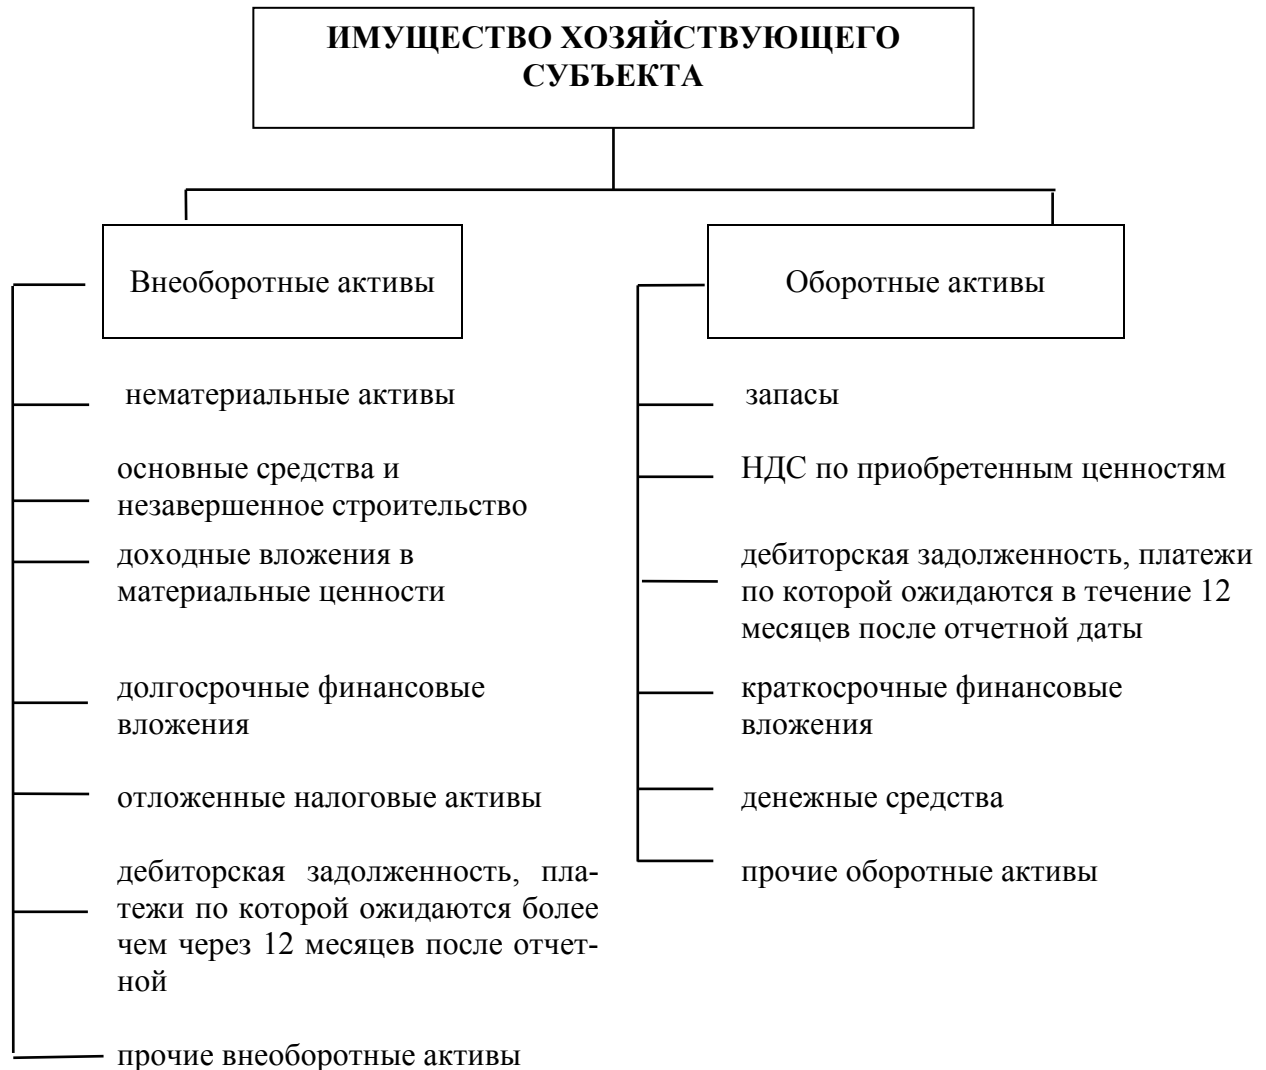 ИМУЩЕСТВО ХОЗЯЙСТВУЮЩЕГО
СУБЪЕКТА
Внеоборотные активы
нематериальные активы
основные средства и
незавершенное строительство
доходные вложения в
материальные ценности
долгосрочные финансовые
вложения
отложенные налоговые активы
дебиторская задолженность, пла-
тежи по которой ожидаются более
чем через 12 месяцев после отчет-
ной
прочие внеоборотные активы
Оборотные активы
запасы
НДС по приобретенным ценностям
дебиторская задолженность, платежи
по которой ожидаются в течение 12
месяцев после отчетной даты
краткосрочные финансовые
вложения
денежные средства
прочие оборотные активы